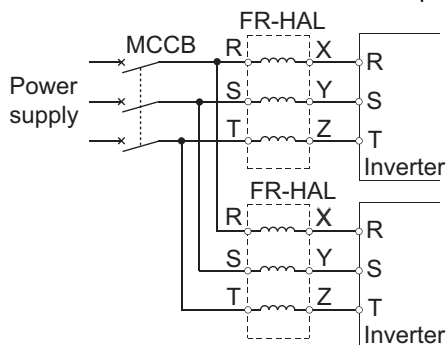 FR-HAL
MCCB
R X R
Power
supply
S Y S
T Z T
Inverter
FR-HAL
R X R
S Y S
T Z T
Inverter